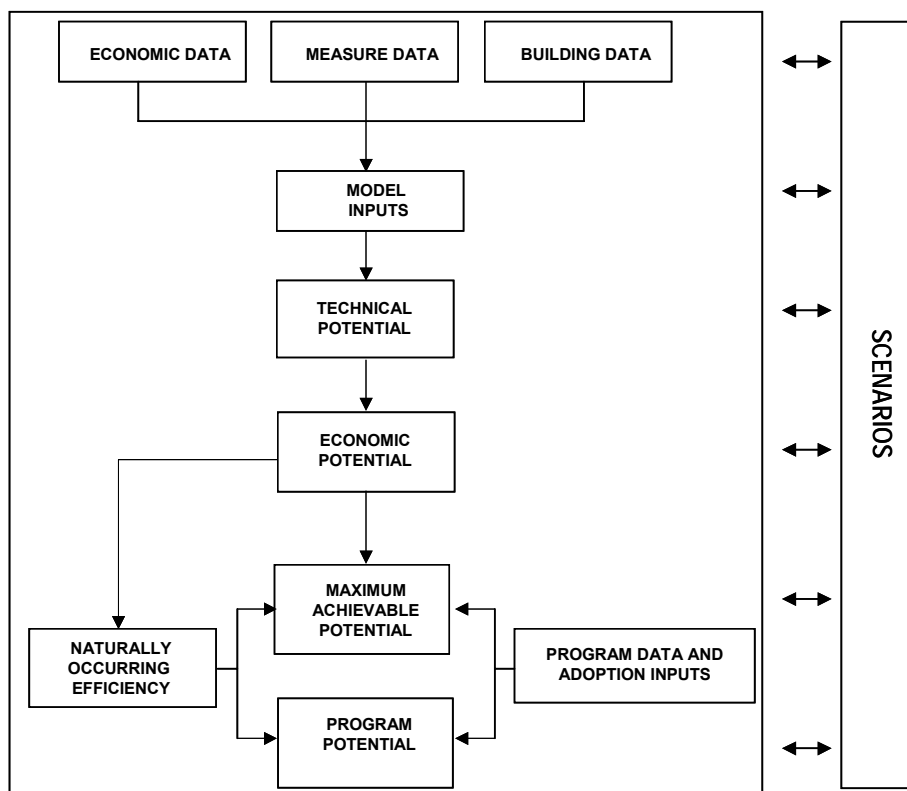 ECONOMIC DATA
MEASURE DATA
BUILDING DATA
MODEL
INPUTS
TECHNICAL
POTENTIAL
ECONOMIC
POTENTIAL
MAXIMUM
ACHIEVABLE
POTENTIAL
NATURALLY
OCCURRING
EFFICIENCY
PROGRAM DATA AND
ADOPTION INPUTS
PROGRAM
POTENTIAL
SCENARIOS